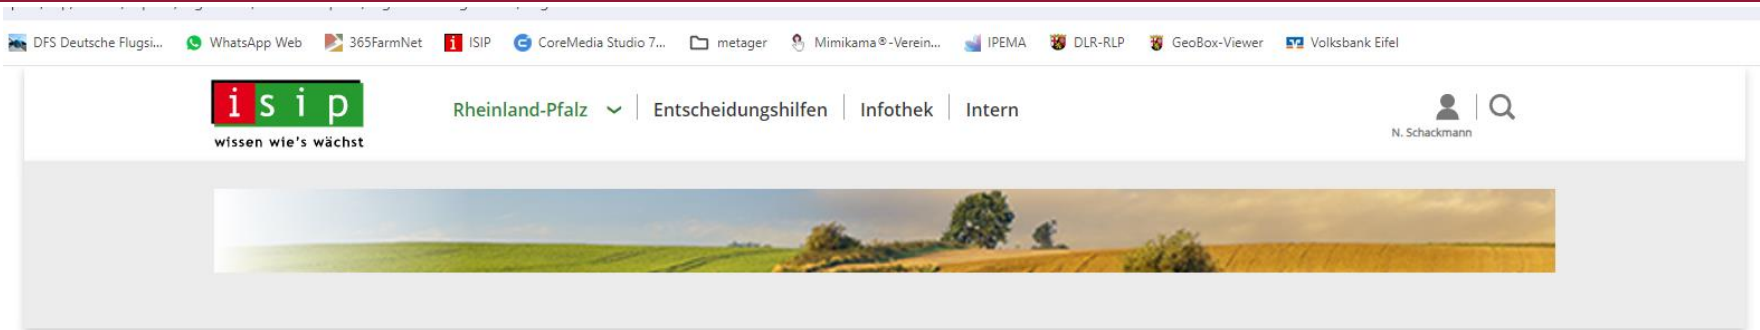 DFS Deutsche Flugsi... WhatsApp Web 365FarmNet ISIP CoreMedia Studio 7... metager Mimikama®-Verein... IPEMA DLR-RLP GeoBox-Viewer Volksbank Eifel
isip
wissen wie's wächst
Rheinland-Pfalz Entscheidungshilfen Infothek Intern
N. Schackmann